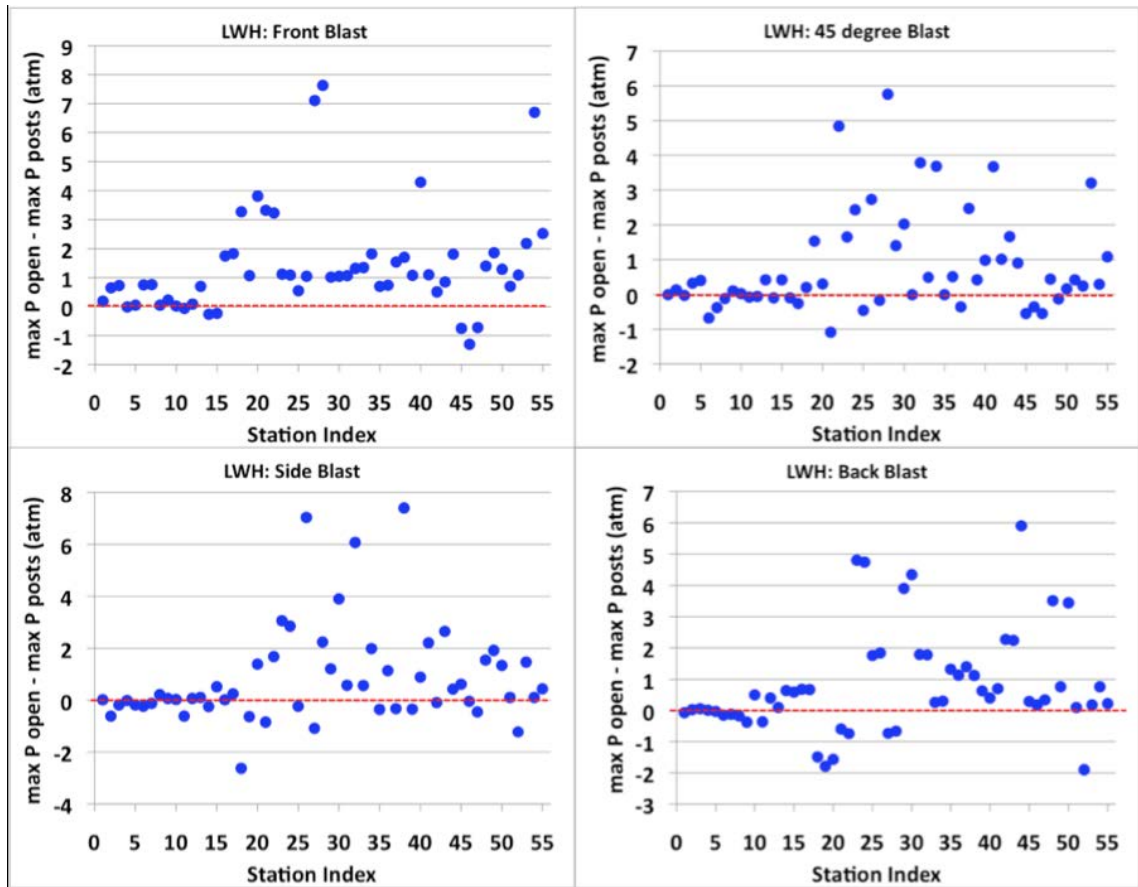 LWH: Front Blast
max P open - max P posts (atm)
9
8
7
6
5
4
3
2
1
0
-1
-2
0 5 10 15 20 25 30 35 40 45 50 55
Station Index
LWH: 45 degree Blast
max P open - max P posts (atm)
7
6
5
4
3
2
1
0
-1
-2
0 5 10 15 20 25 30 35 40 45 50 55
Station Index
LWH: Side Blast
max P open - max P posts (atm)
8
6
4
2
0
-2
-4
0 5 10 15 20 25 30 35 40 45 50 55
Station Index
LWH: Back Blast
max P open - max P posts (atm)
7
6
5
4
3
2
1
0
-1
-2
-3
0 5 10 15 20 25 30 35 40 45 50 55
Station Index